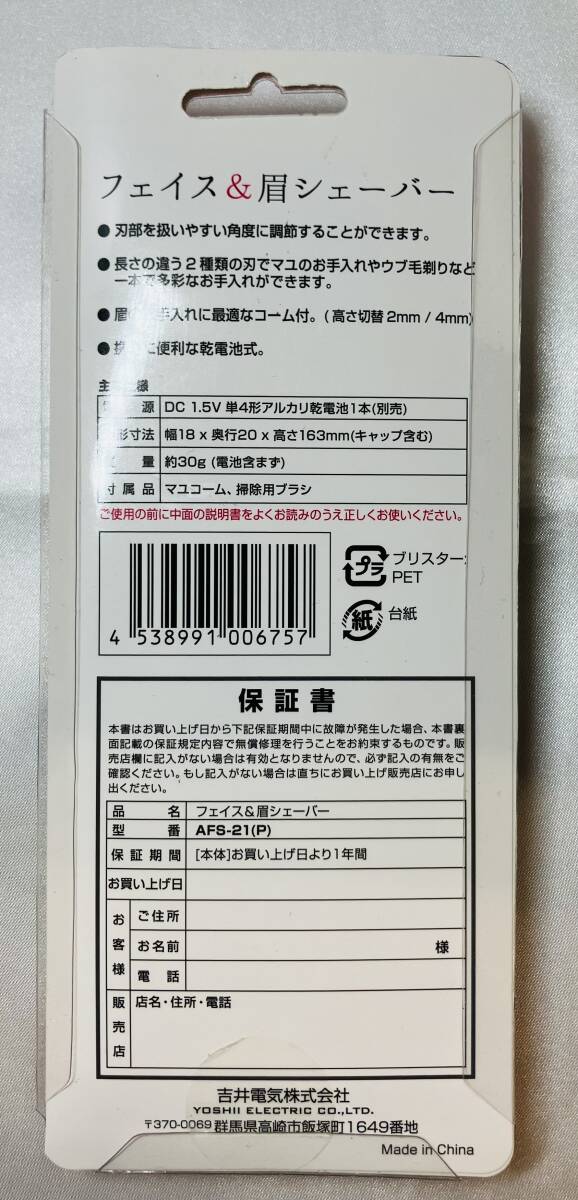 フェイス&眉シェーバー
● 刃部を扱いやすい角度に調節することができます。
● 長さの違う2種類の刃でマユのお手入れやウブ毛剃りなど
一本で多彩なお手入れができます。
● 眉 手入れに最適なコーム付。(高さ切替2mm / 4mm)
● 携 に便利な乾電池式。
主 様
源 DC 1.5V 単4形アルカリ乾電池1本(別売)
形寸法 幅18 x 奥行20 x 高さ163mm(キャップ含む)
量 約30g (電池含まず)
付属品 マユコーム、掃除用ブラシ
ご使用の前に中面の説明書をよくお読みのうえ正しくお使いください。
4 538991 006757
プラ ブリスター:
PET
紙 台紙
保証書
本書はお買い上げ日から下記保証期間中に故障が発生した場合、本書裏
面記載の保証規定内容で無償修理を行うことをお約束するものです。販
売店欄に記入がない場合は有効となりませんので、必ず記入の有無をご
確認ください。もし記入がない場合は直ちにお買い上げ販売店にお申し
出ください。
品名 フェイス&眉シェーバー
型番 AFS-21(P)
保証期間 [本体]お買い上げ日より1年間
お買い上げ日
お客様 ご住所
お名前 様
電話
販売店 店名・住所・電話
吉井電気株式会社
YOSHII ELECTRIC CO.,LTD.
〒370-0069 群馬県高崎市飯塚町1649番地
Made in China